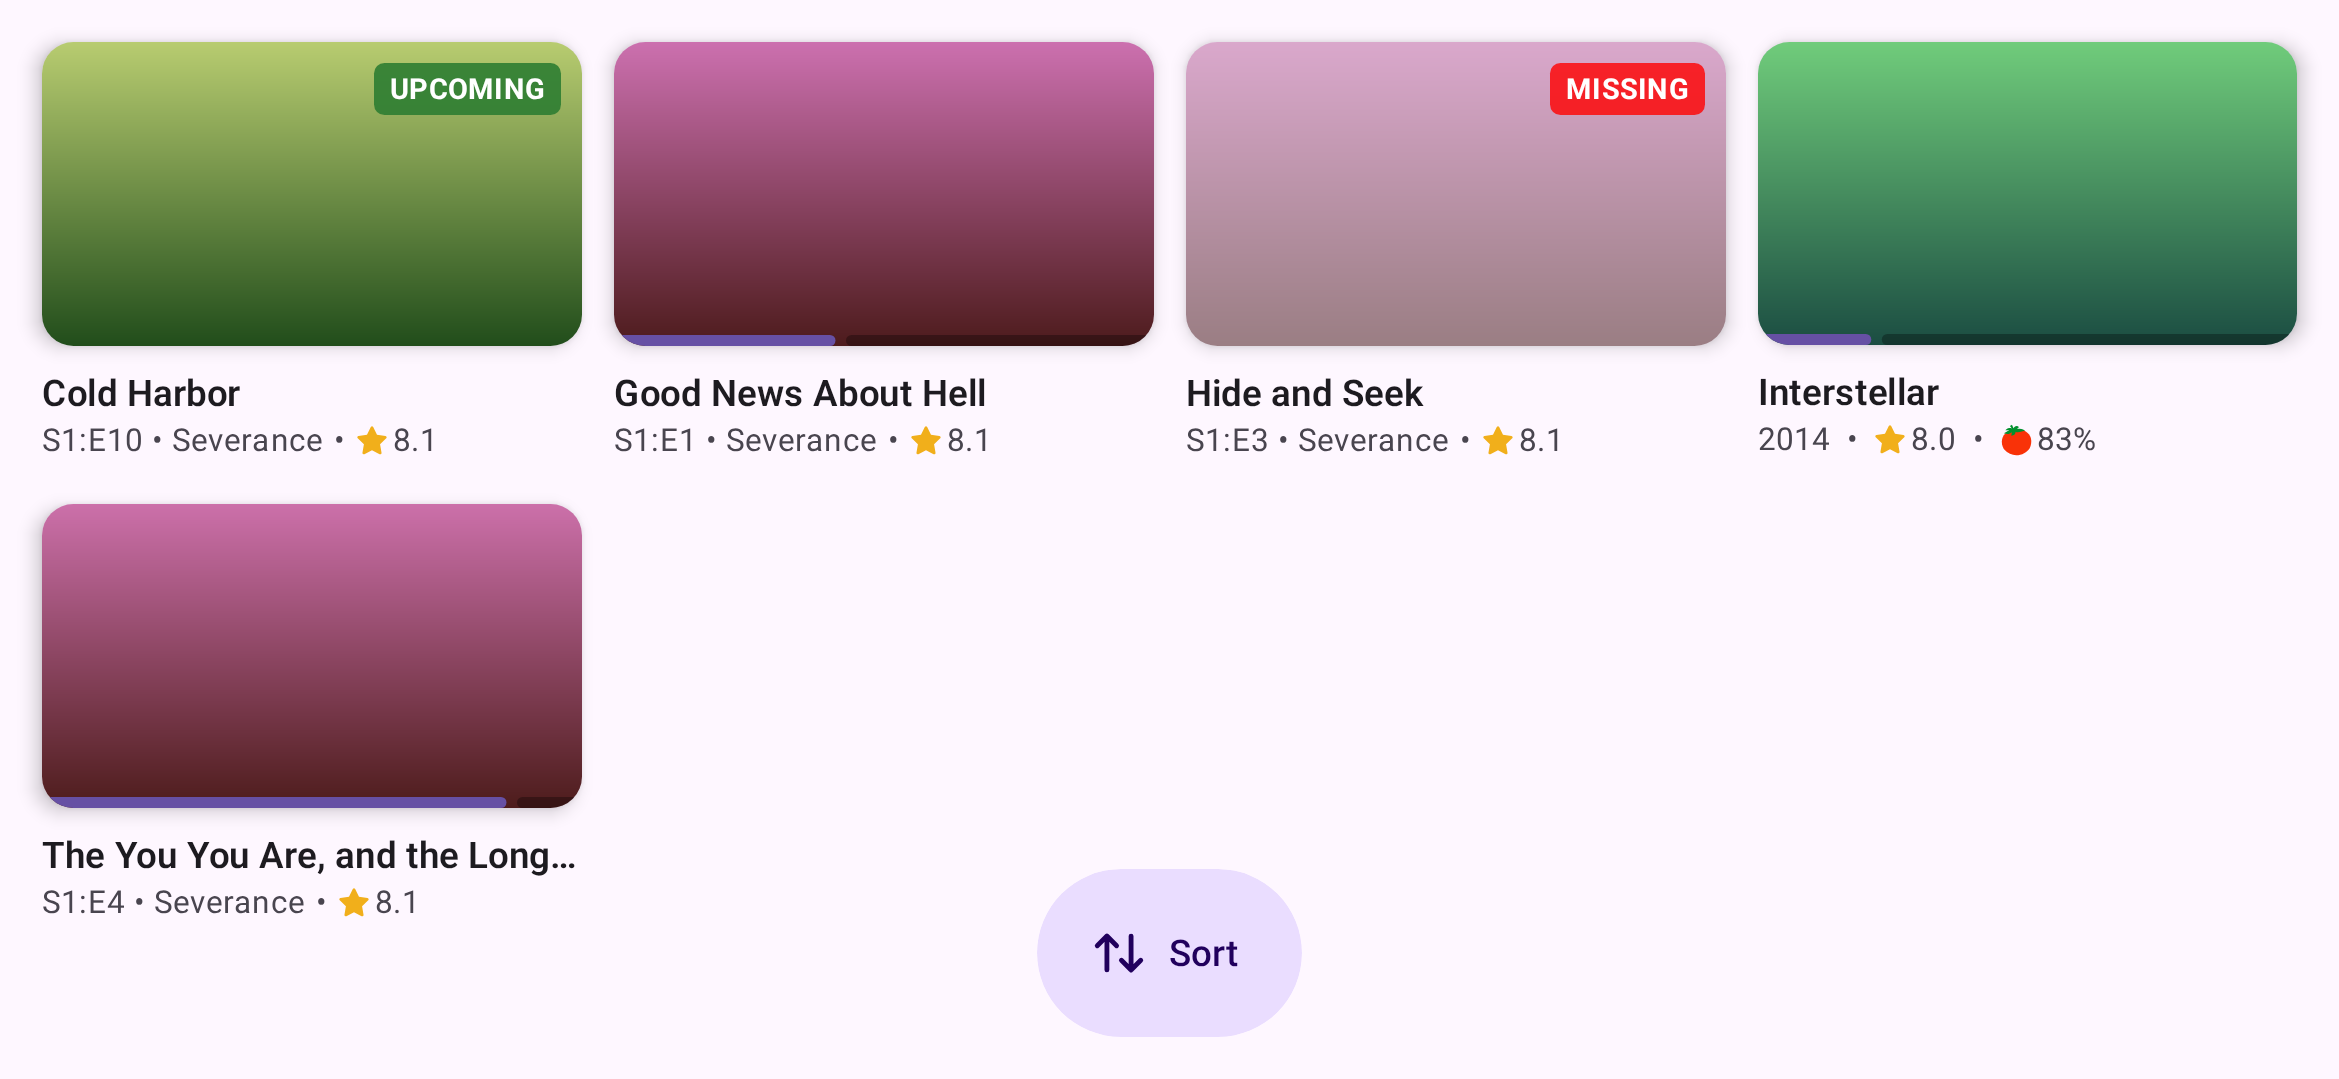 UPCOMING
Cold Harbor
S1:E10 • Severance • ⭐ 8.1
Good News About Hell
S1:E1 • Severance • ⭐ 8.1
MISSING
Hide and Seek
S1:E3 • Severance • ⭐ 8.1
Interstellar
2014 • ⭐ 8.0 • 🍅 83%
The You You Are, and the Long…
S1:E4 • Severance • ⭐ 8.1
Sort